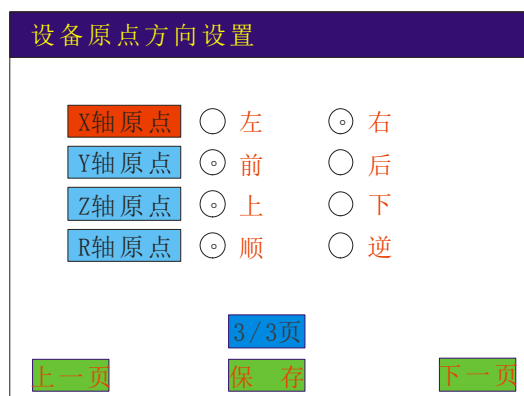 设备原点方向设置
X轴原点 左 右
Y轴原点 前 后
Z轴原点 上 下
R轴原点 顺 逆
3/3页
上一页 保 存 下一页